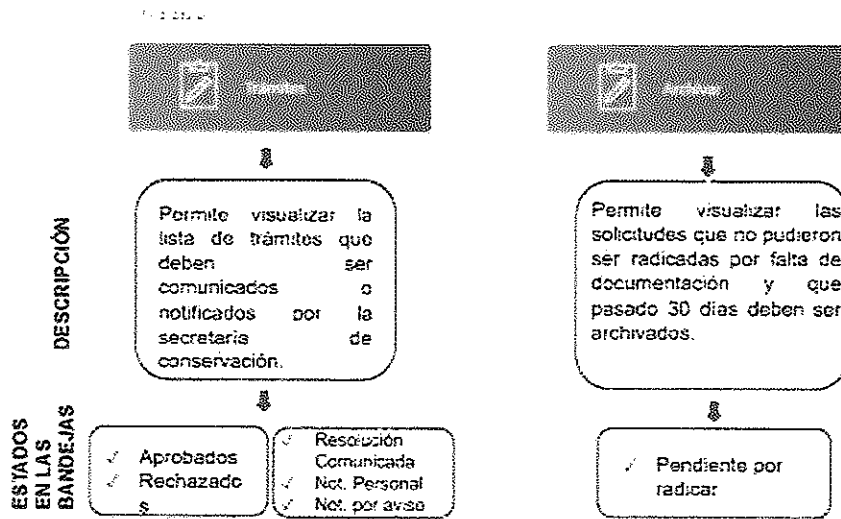 Trámites
Permite visualizar la
lista de trámites que
deben ser
comunicados o
notificados por la
secretaria de
conservación.
Aprobados
Rechazado
s
Resolución
Comunicada
Not. Personal
Not. por aviso
Archivar
Permite visualizar las
solicitudes que no pudieron
ser radicadas por falta de
documentación y que
pasado 30 dias deben ser
archivados.
Pendiente por
radicar
DESCRIPCIÓN
ESTADOS
EN LAS
BANDEJAS